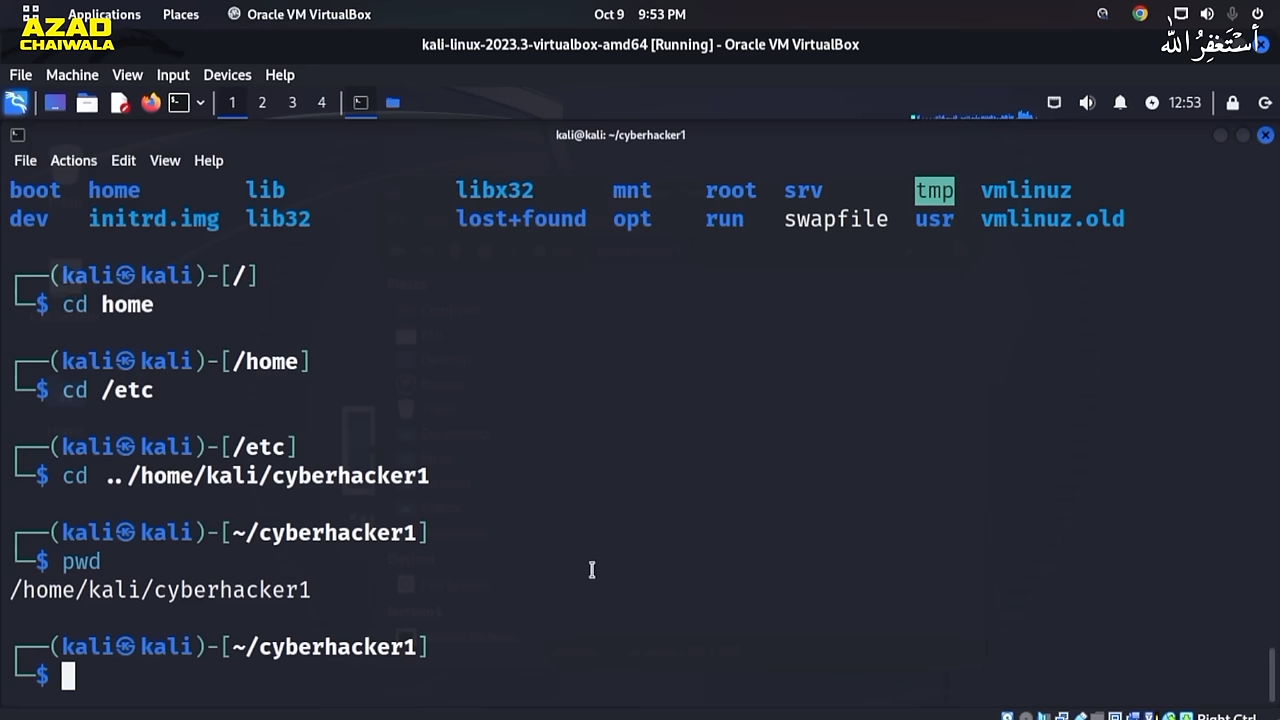 Applications Places Oracle VM VirtualBox Oct 9 9:53 PM
AZAD
CHAIWALA
أَسْتَغْفِرُ اللّٰه
kali-linux-2023.3-virtualbox-amd64 [Running] - Oracle VM VirtualBox
File Machine View Input Devices Help
1 2 3 4 12:53
kali@kali: ~/cyberhacker1
File Actions Edit View Help
boot home lib libx32 mnt root srv tmp vmlinuz
dev initrd.img lib32 lost+found opt run swapfile usr vmlinuz.old
┌──(kali㉿kali)-[/]
└─$ cd home
┌──(kali㉿kali)-[/home]
└─$ cd /etc
┌──(kali㉿kali)-[/etc]
└─$ cd ../home/kali/cyberhacker1
┌──(kali㉿kali)-[~/cyberhacker1]
└─$ pwd
/home/kali/cyberhacker1
┌──(kali㉿kali)-[~/cyberhacker1]
└─$
Right Ctrl